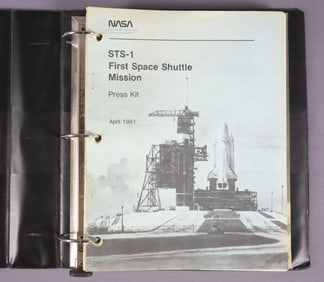 NASA
STS-1
First Space Shuttle
Mission
Press Kit
April 1981